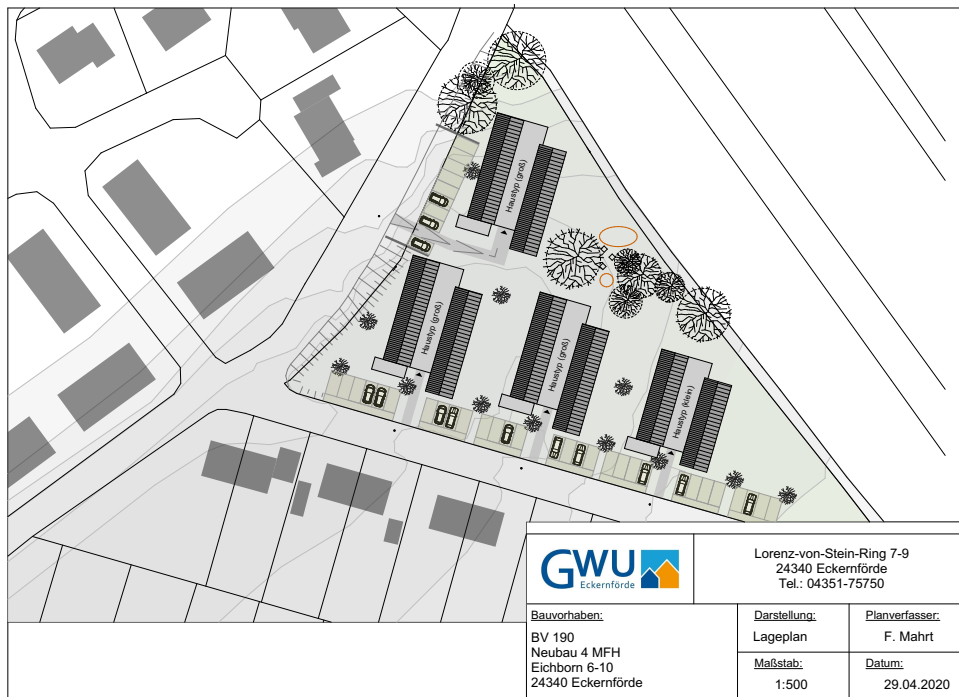 Haustyp (groß)
Haustyp (groß)
Haustyp (groß)
Haustyp (klein)
GWU
Eckernförde
Lorenz-von-Stein-Ring 7-9
24340 Eckernförde
Tel.: 04351-75750
Bauvorhaben:
BV 190
Neubau 4 MFH
Eichborn 6-10
24340 Eckernförde
Darstellung:
Lageplan
Planverfasser:
F. Mahrt
Maßstab:
1:500
Datum:
29.04.2020